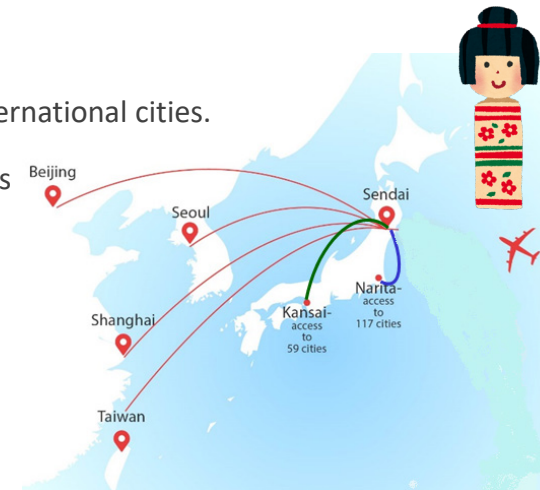 ernational cities.
s
Beijing
Sendai
Seoul
Narita-
access
to
117 cities
Kansai-
access
to
59 cities
Shanghai
Taiwan